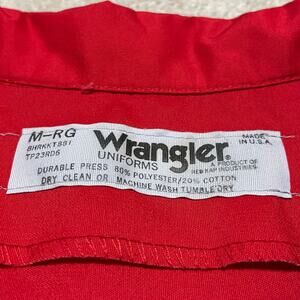 M-RG
BHRKKT881
TP23RD6
Wrangler®
UNIFORMS
MADE IN U.S.A.
A PRODUCT OF
RED KAP INDUSTRIES
DURABLE PRESS 80% POLYESTER/20% COTTON
DRY CLEAN OR MACHINE WASH TUMBLE DRY